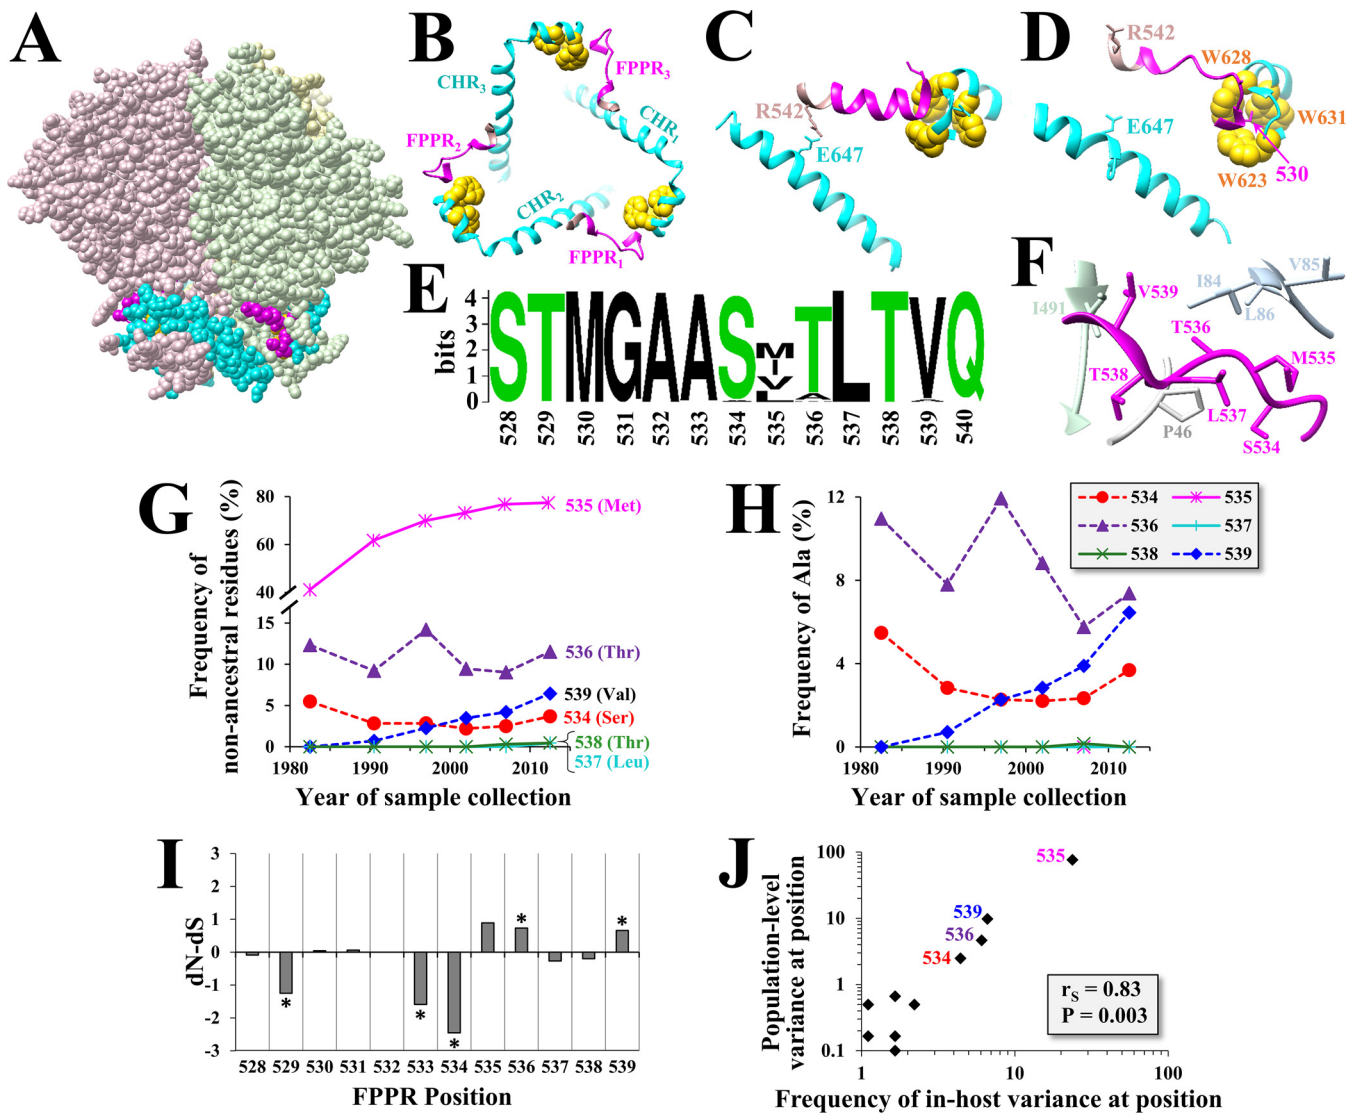 A
B
CHR3
FPPR3
CHR1
FPPR2
CHR2
FPPR1
C
R542
E647
D
R542
W628
W631
E647
W623
530
E
bits
4
3
2
1
0
STMGAAS
M
I
V
L
T
A
LTVQ
528 529 530 531 532 533 534 535 536 537 538 539 540
F
I491
V539
I84
V85
L86
T536
M535
T538
L537
P46
S534
G
Frequency of
non-ancestral residues (%)
80
60
40
15
10
5
0
1980 1990 2000 2010
535 (Met)
536 (Thr)
539 (Val)
534 (Ser)
538 (Thr)
537 (Leu)
Year of sample collection
H
Frequency of Ala (%)
12
8
4
0
1980 1990 2000 2010
534 535
536 537
538 539
Year of sample collection
I
dN-dS
3
2
1
0
-1
-2
-3
* * * * *
528 529 530 531 532 533 534 535 536 537 538 539
FPPR Position
J
Population-level
variance at position
100
10
1
0.1
535
539
536
534
rS = 0.83
P = 0.003
1 10 100
Frequency of in-host variance at position